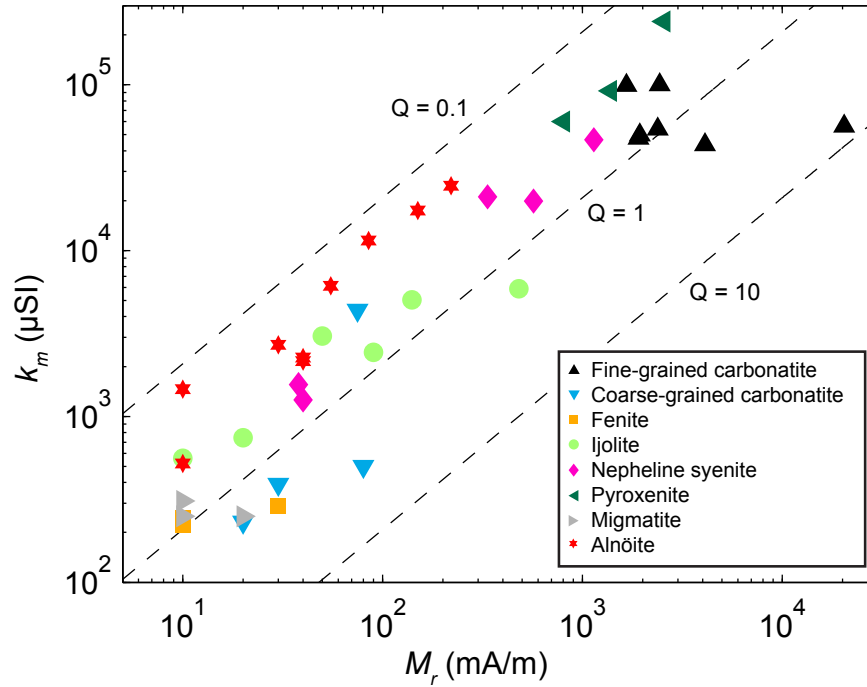 10^5
10^4
10^3
10^2
k_m (µSI)
Q = 0.1
Q = 1
Q = 10
Fine-grained carbonatite
Coarse-grained carbonatite
Fenite
Ijolite
Nepheline syenite
Pyroxenite
Migmatite
Alnöite
10^1 10^2 10^3 10^4
M_r (mA/m)